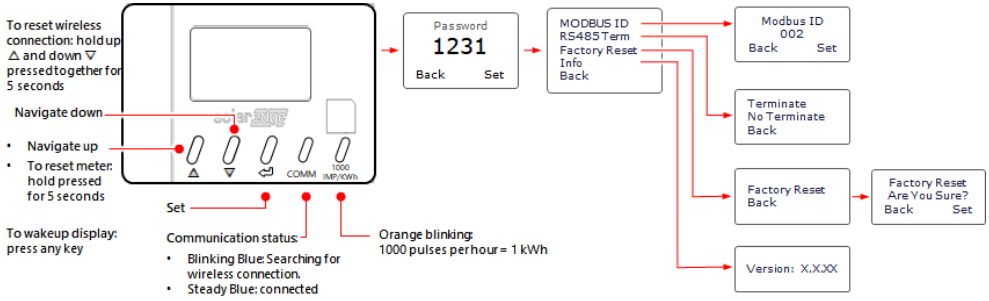 To reset wireless
connection: hold up
△ and down ▽
pressed together for
5 seconds
Navigate down
• Navigate up
• To reset meter:
hold pressed
for 5 seconds
To wakeup display:
press any key
solaredge
COMM
1000
IMP/KWh
Set
Communication status:
• Blinking Blue: Searching for
wireless connection.
• Steady Blue: connected
Orange blinking:
1000 pulses per hour = 1 kWh
Password
1231
Back Set
MODBUS ID
RS485 Term
Factory Reset
Info
Back
Modbus ID
002
Back Set
Terminate
No Terminate
Back
Factory Reset
Back
Factory Reset
Are You Sure?
Back Set
Version: X.X.XX